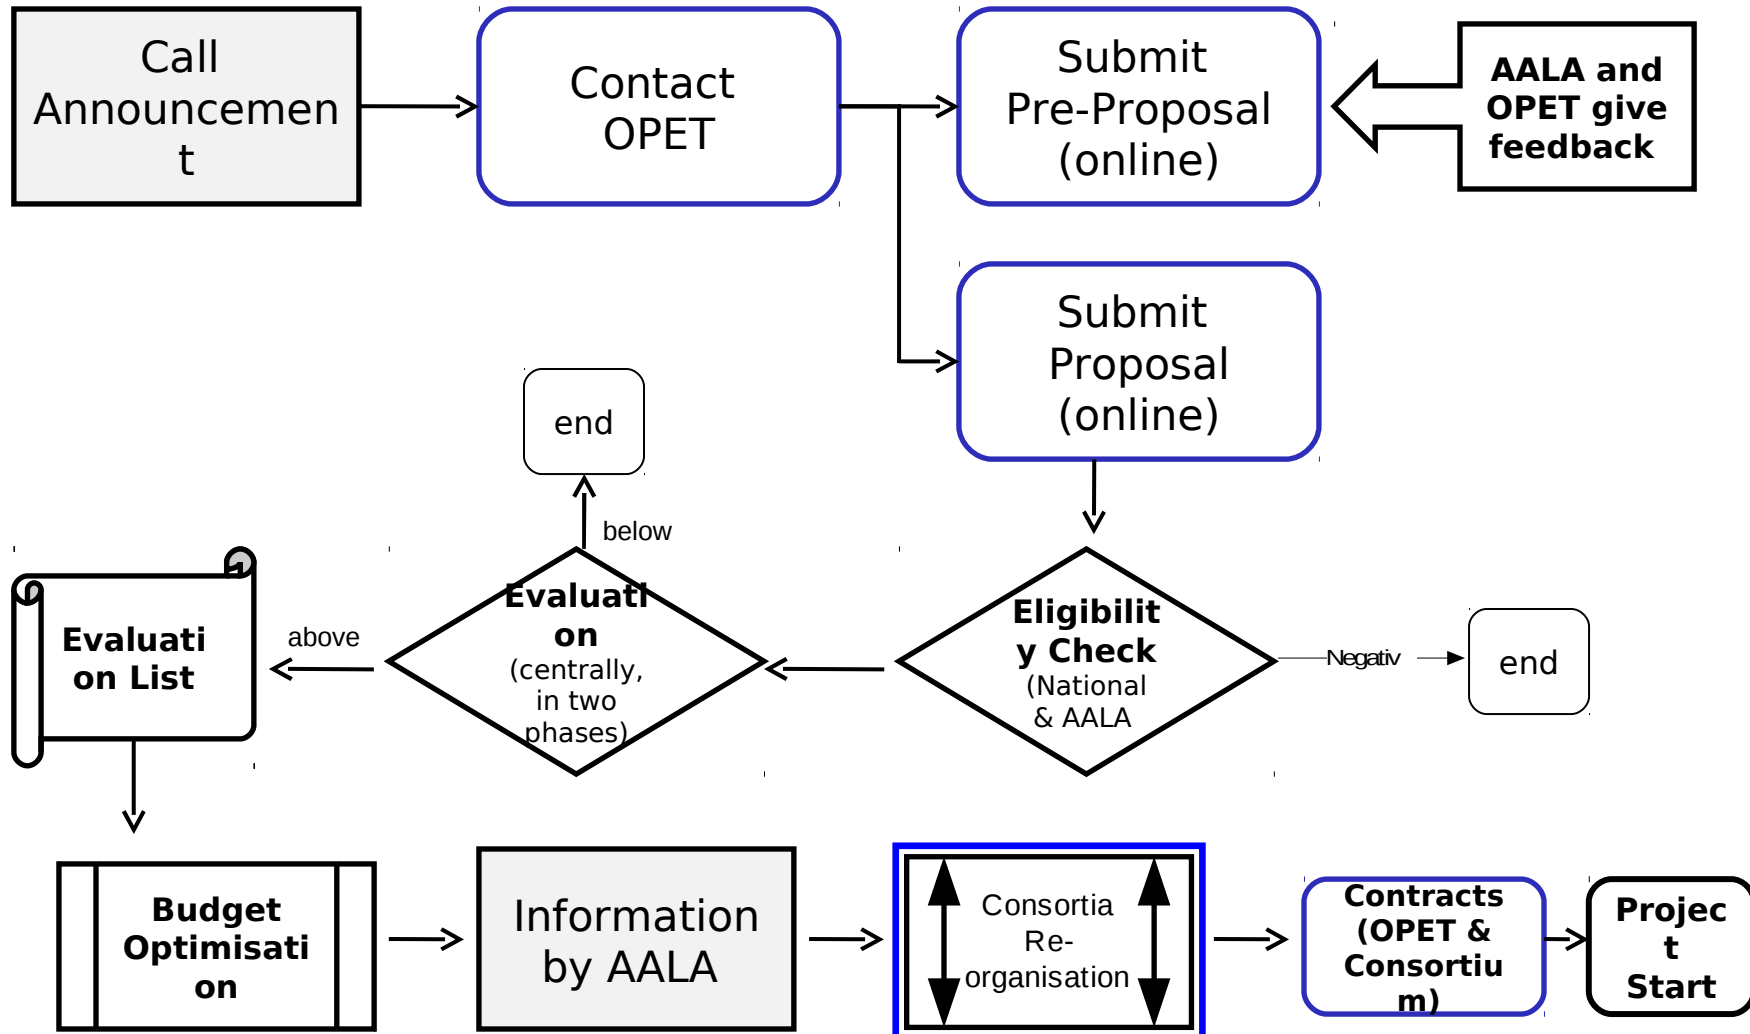 Call
Announcemen
t
Contact
OPET
Submit
Pre-Proposal
(online)
AALA and
OPET give
feedback
Submit
Proposal
(online)
end
below
Evaluati
on List
above
Evaluati
on
(centrally,
in two
phases)
Eligibilit
y Check
(National
& AALA
Negativ
end
Budget
Optimisati
on
Information
by AALA
Consortia
Re-
organisation
Contracts
(OPET &
Consortiu
m)
Projec
t
Start